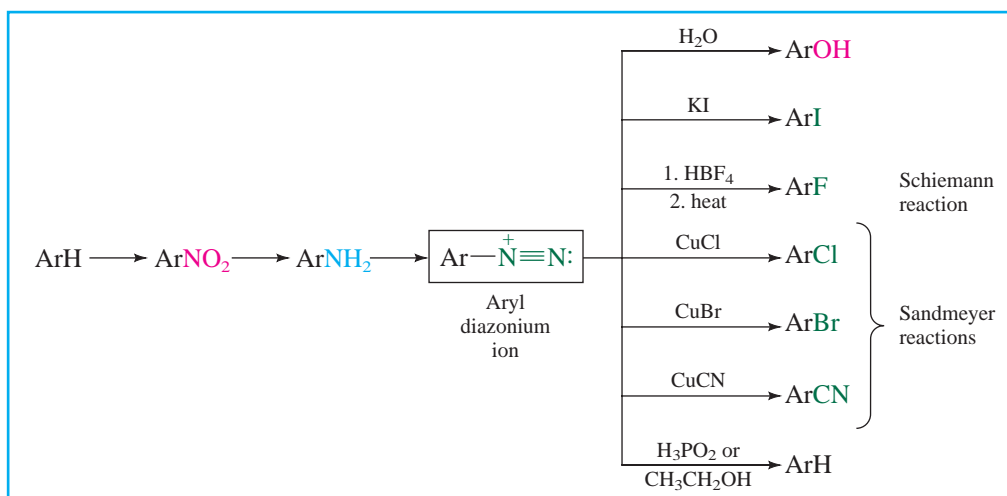 H₂O
ArOH
KI
ArI
1. HBF₄
2. heat
ArF
Schiemann
reaction
ArH
ArNO₂
ArNH₂
Ar—N⁺≡N:
Aryl
diazonium
ion
CuCl
ArCl
CuBr
ArBr
Sandmeyer
reactions
CuCN
ArCN
H₃PO₂ or
CH₃CH₂OH
ArH